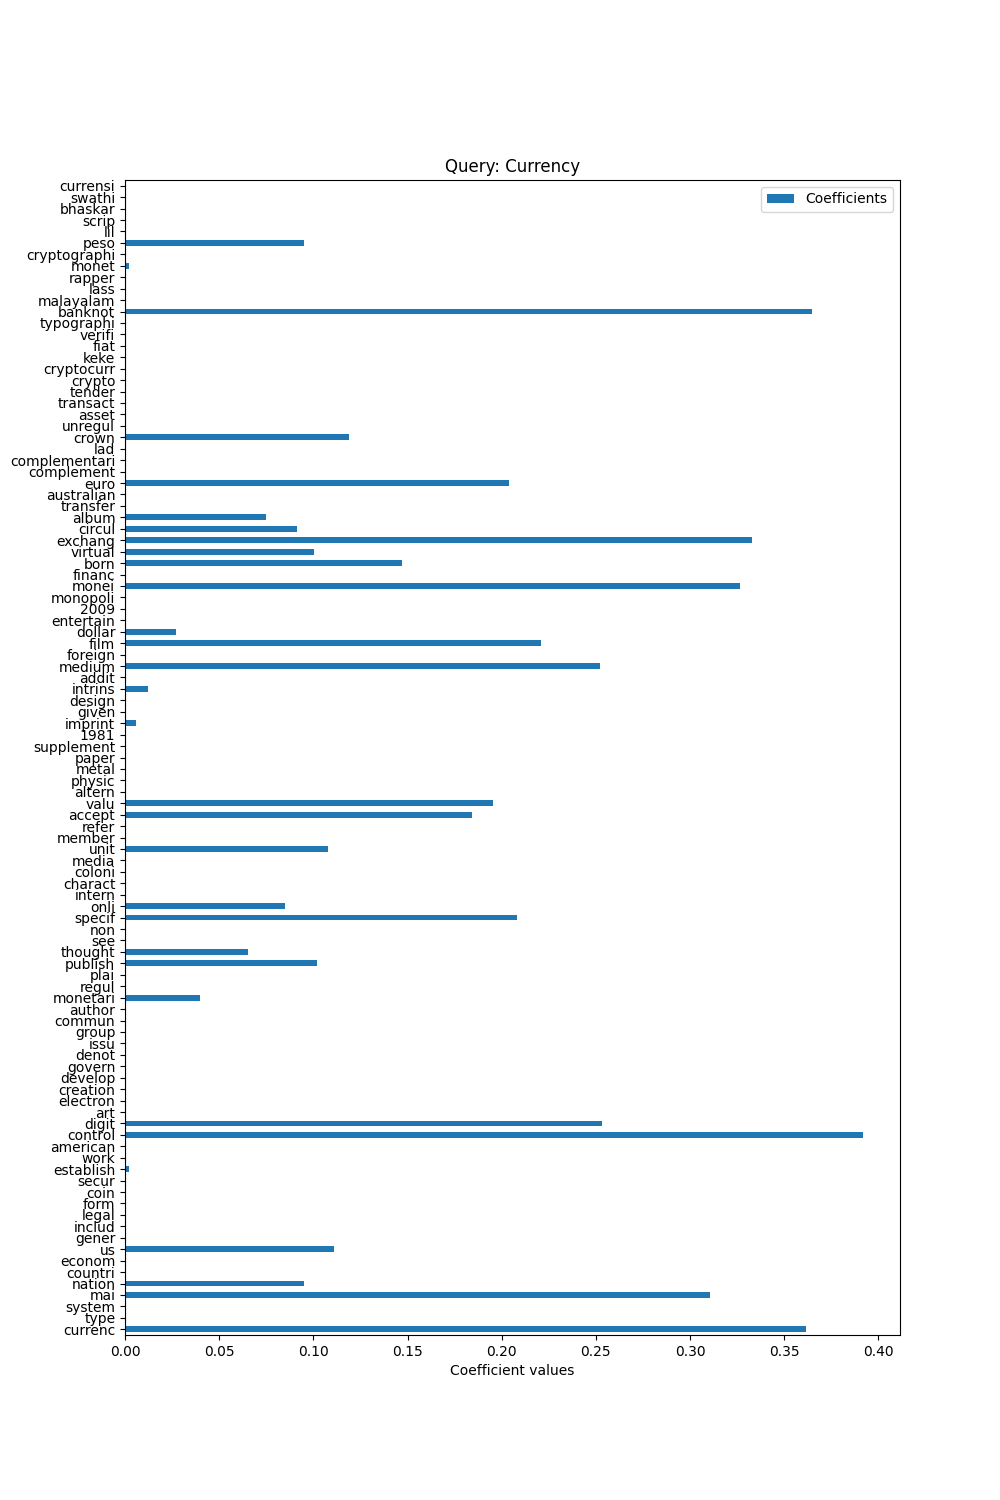 Query: Currency
Coefficients
currensi
swathi
bhaskar
scrip
lll
peso
cryptographi
monet
rapper
lass
malayalam
banknot
typographi
verifi
fiat
keke
cryptocurr
crypto
tender
transact
asset
unregul
crown
lad
complementari
complement
euro
australian
transfer
album
circul
exchang
virtual
born
financ
monei
monopoli
2009
entertain
dollar
film
foreign
medium
addit
intrins
design
given
imprint
1981
supplement
paper
metal
physic
altern
valu
accept
refer
member
unit
media
coloni
charact
intern
onli
specif
non
see
thought
publish
plai
regul
monetari
author
commun
group
issu
denot
govern
develop
creation
electron
art
digit
control
american
work
establish
secur
coin
form
legal
includ
gener
us
econom
countri
nation
mai
system
type
currenc
0.00 0.05 0.10 0.15 0.20 0.25 0.30 0.35 0.40
Coefficient values